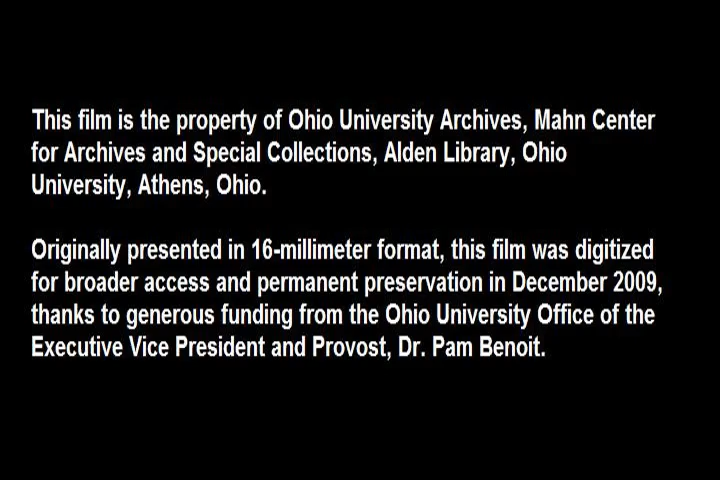 This film is the property of Ohio University Archives, Mahn Center
for Archives and Special Collections, Alden Library, Ohio
University, Athens, Ohio.
Originally presented in 16-millimeter format, this film was digitized
for broader access and permanent preservation in December 2009,
thanks to generous funding from the Ohio University Office of the
Executive Vice President and Provost, Dr. Pam Benoit.